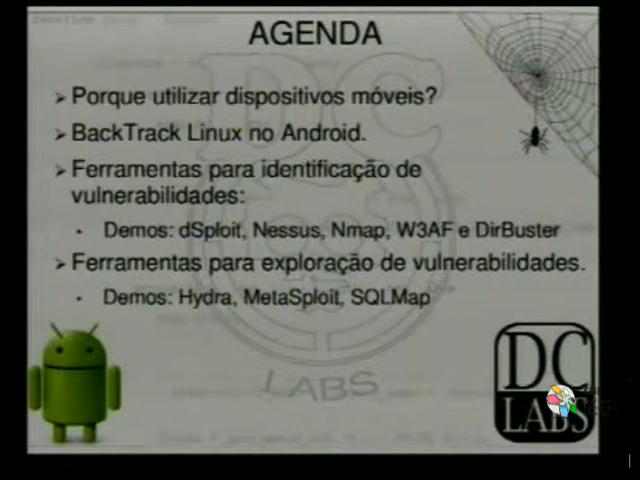 AGENDA
➢ Porque utilizar dispositivos móveis?
➢ BackTrack Linux no Android.
➢ Ferramentas para identificação de
vulnerabilidades:
• Demos: dSploit, Nessus, Nmap, W3AF e DirBuster
➢ Ferramentas para exploração de vulnerabilidades.
• Demos: Hydra, MetaSploit, SQLMap
DC
LABS
DC
LABS